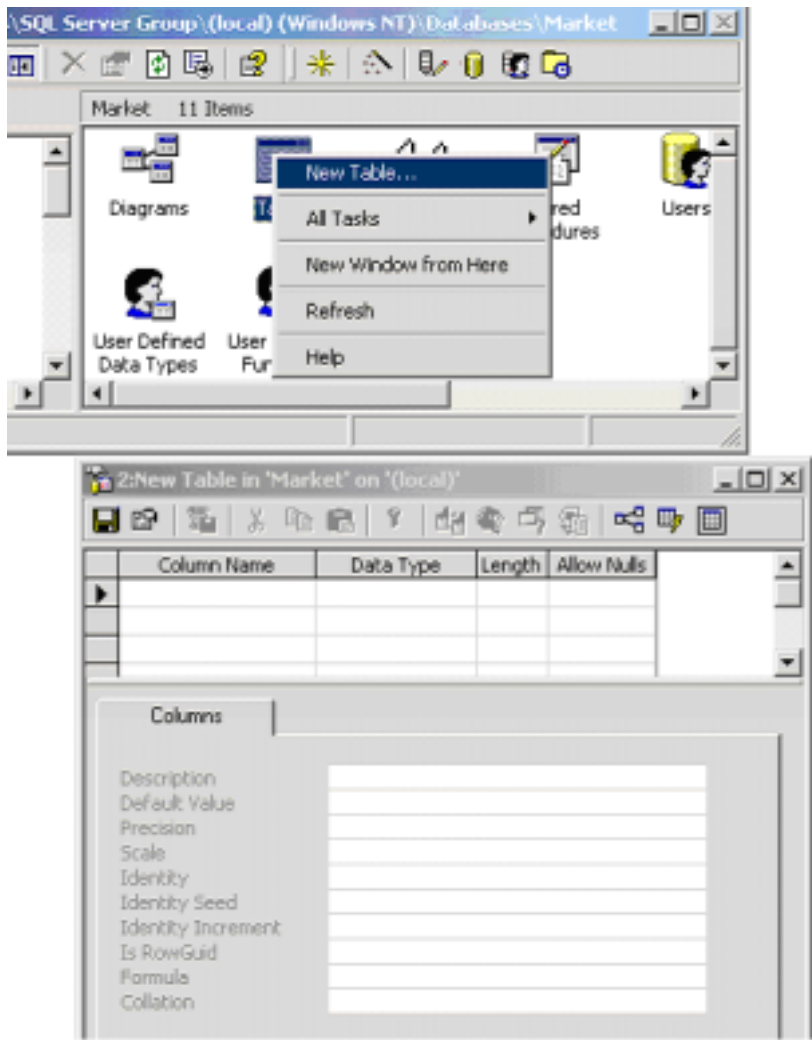 \SQL Server Group\(local) (Windows NT)\Databases\Market
Market 11 Items
Diagrams
New Table...
Users
All Tasks
New Window from Here
Refresh
Help
User Defined
Data Types
User
2:New Table in 'Market' on '(local)'
Column Name Data Type Length Allow Nulls
Columns
Description
Default Value
Precision
Scale
Identity
Identity Seed
Identity Increment
Is RowGuid
Formula
Collation